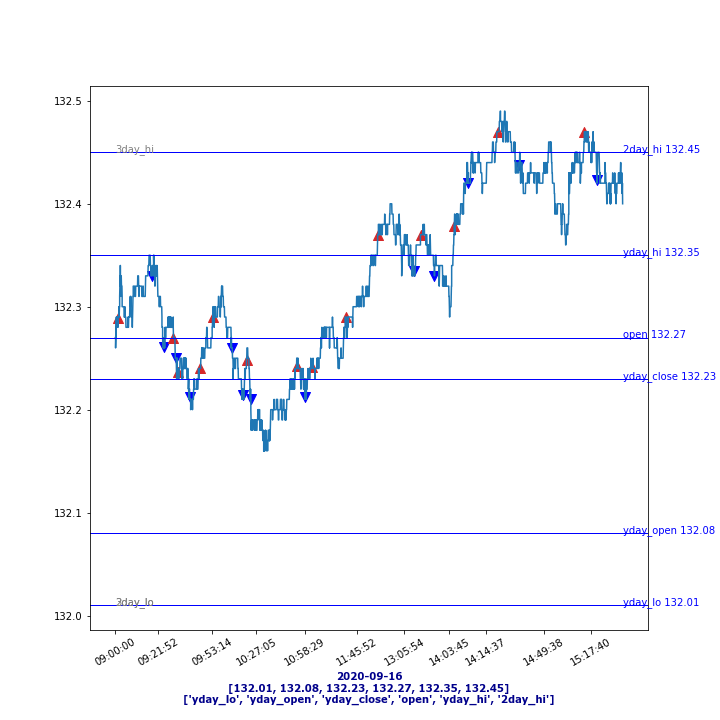 132.5
3day_hi
2day_hi 132.45
132.4
yday_hi 132.35
132.3
open 132.27
yday_close 132.23
132.2
132.1
yday_open 132.08
3day_lo
yday_lo 132.01
132.0
09:00:00 09:21:52 09:53:14 10:27:05 10:58:29 11:45:52 13:05:54 14:03:45 14:14:37 14:49:38 15:17:40
2020-09-16
[132.01, 132.08, 132.23, 132.27, 132.35, 132.45]
['yday_lo', 'yday_open', 'yday_close', 'open', 'yday_hi', '2day_hi']